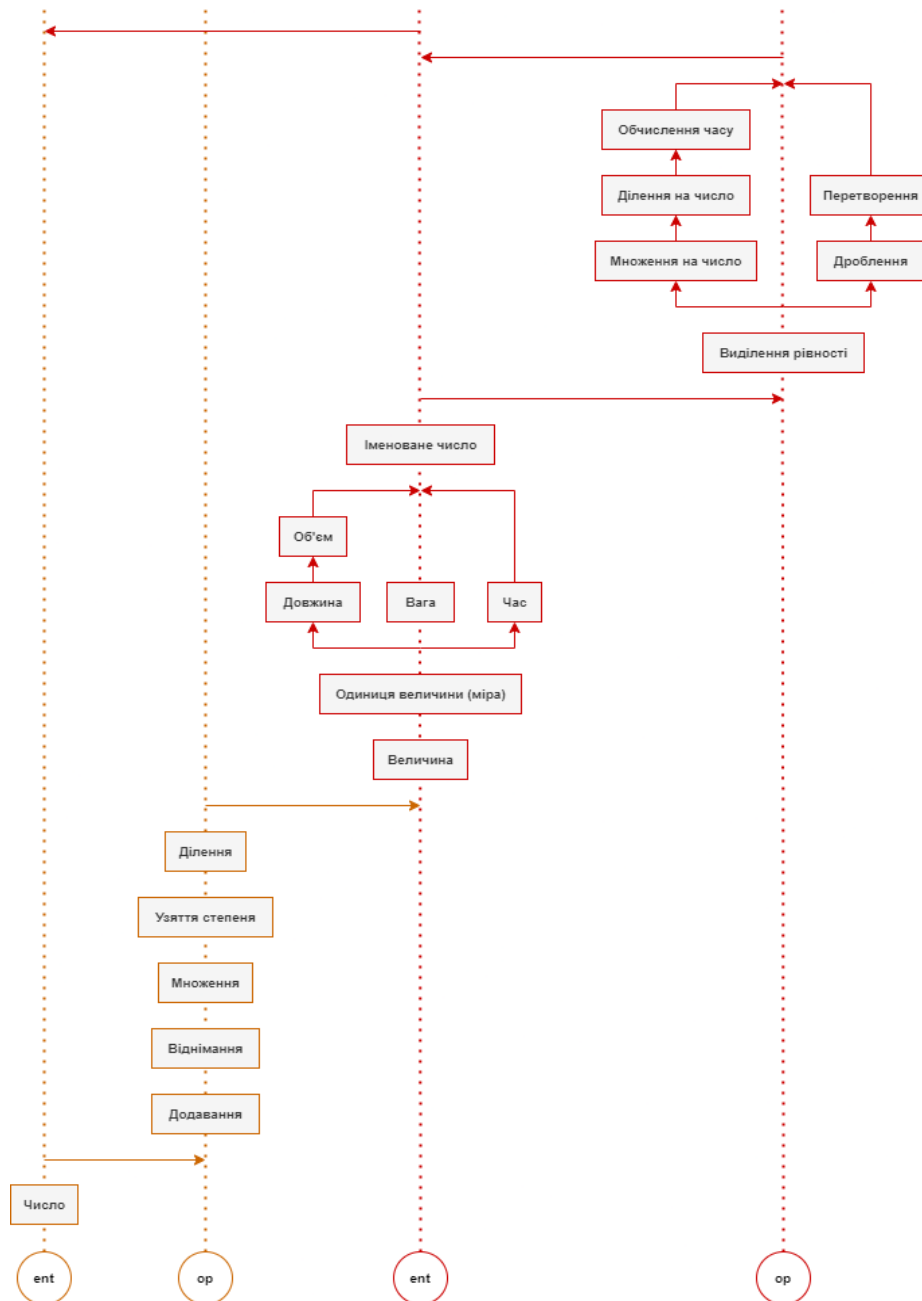 Обчислення часу
Ділення на число
Перетворення
Множення на число
Дроблення
Виділення рівності
Іменоване число
Об'єм
Довжина
Вага
Час
Одиниця величини (міра)
Величина
Ділення
Узяття степеня
Множення
Віднімання
Додавання
Число
ent
op
ent
op